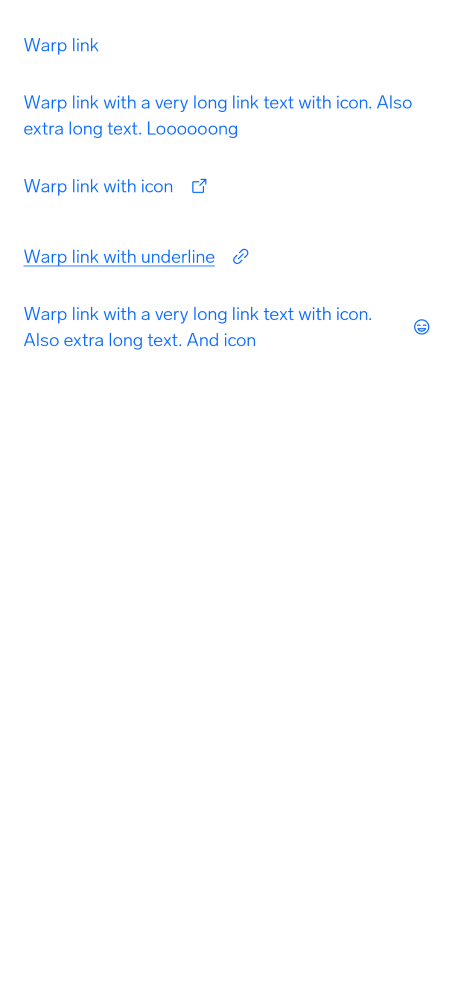 Warp link
Warp link with a very long link text with icon. Also
extra long text. Loooooong
Warp link with icon
Warp link with underline
Warp link with a very long link text with icon.
Also extra long text. And icon